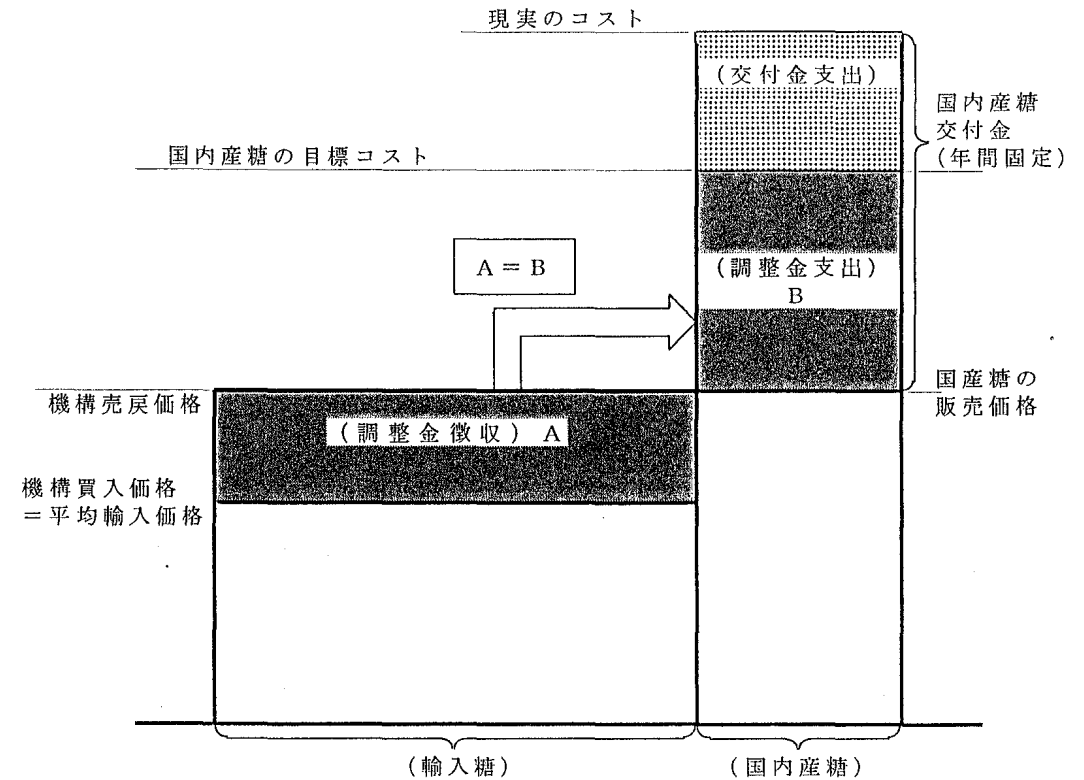 現実のコスト
(交付金支出)
国内産糖
交付金
(年間固定)
国内産糖の目標コスト
A=B
(調整金支出)
B
機構売戻価格
国産糖の
販売価格
(調整金徴収) A
機構買入価格
=平均輸入価格
(輸入糖)
(国内産糖)